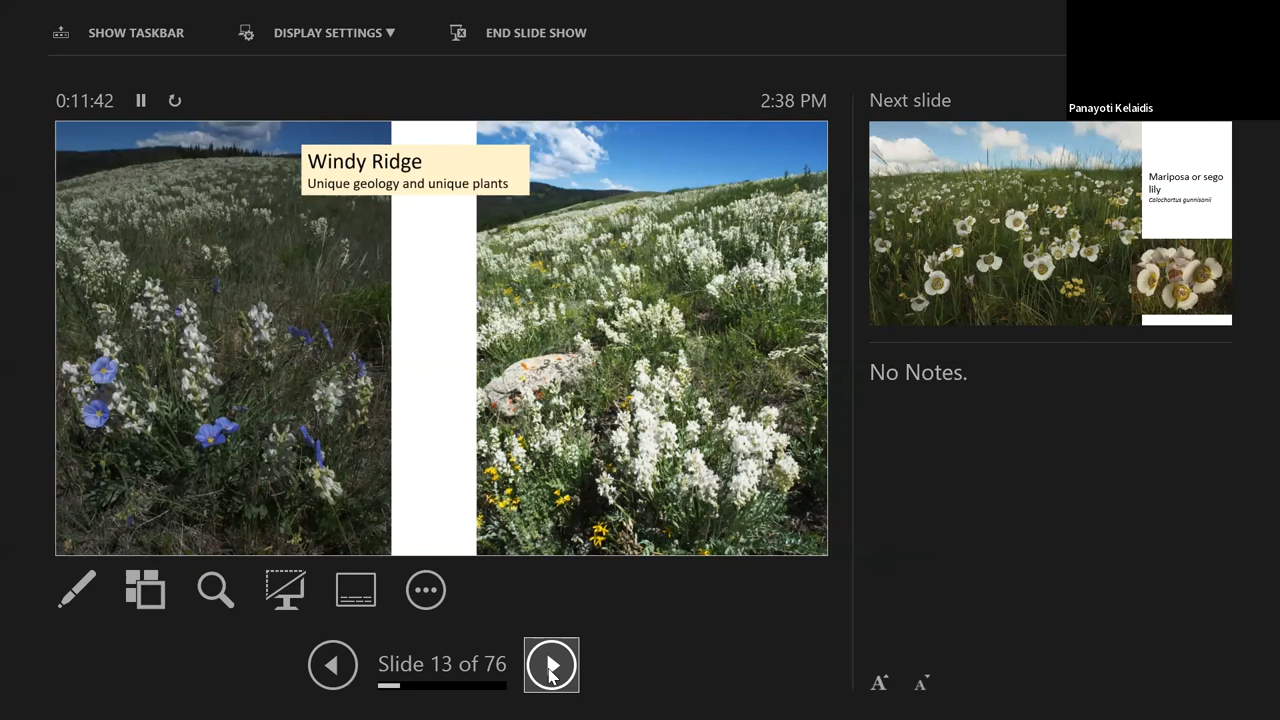 SHOW TASKBAR
DISPLAY SETTINGS ▼
END SLIDE SHOW
Panayoti Kelaidis
0:11:42
2:38 PM
Next slide
Windy Ridge
Unique geology and unique plants
Mariposa or sego
lily
Calochortus gunnisonii
No Notes.
Slide 13 of 76
A
A